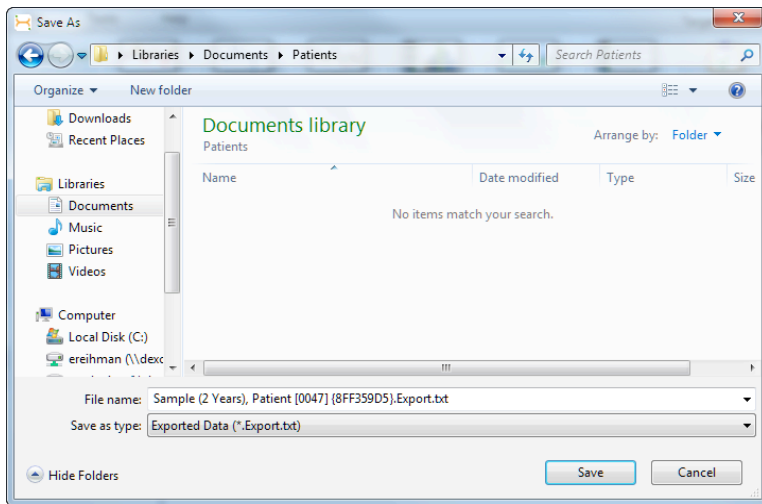 Save As
Libraries Documents Patients Search Patients
Organize New folder
Downloads
Recent Places
Libraries
Documents
Music
Pictures
Videos
Computer
Local Disk (C:)
ereihman (\\dexc
Documents library
Patients
Arrange by: Folder
Name Date modified Type Size
No items match your search.
File name: Sample (2 Years), Patient [0047] {8FF359D5}.Export.txt
Save as type: Exported Data (*.Export.txt)
Hide Folders Save Cancel